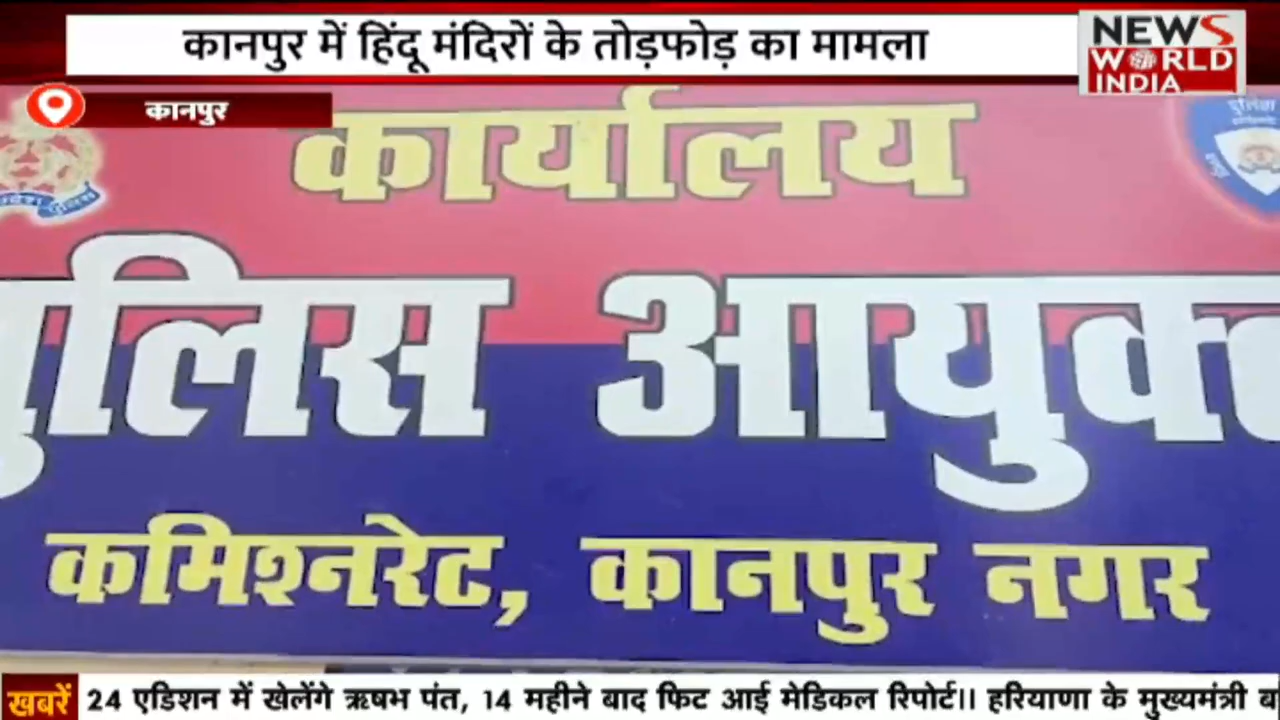 कानपुर में हिंदू मंदिरों के तोड़फोड़ का मामला
NEWS
WORLD
INDIA
कानपुर
कार्यालय
पुलिस आयुक्त
कमिश्नरेट, कानपुर नगर
खबरें 24 एडिशन में खेलेंगे ऋषभ पंत, 14 महीने बाद फिट आई मेडिकल रिपोर्ट।। हरियाणा के मुख्यमंत्री